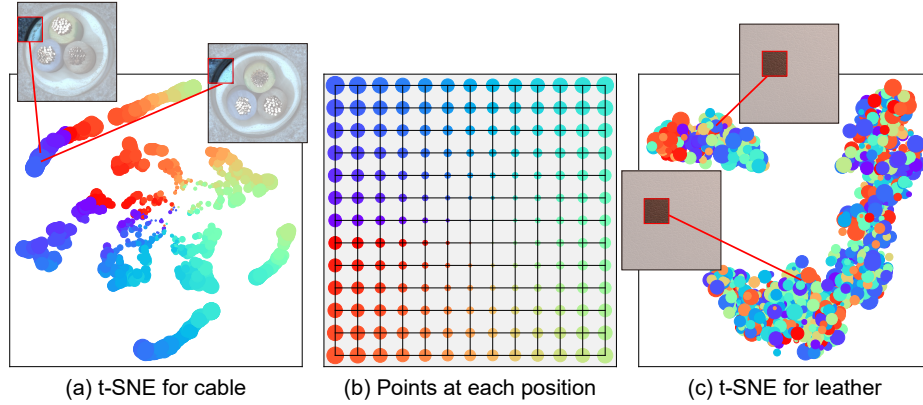 (a) t-SNE for cable
(b) Points at each position
(c) t-SNE for leather